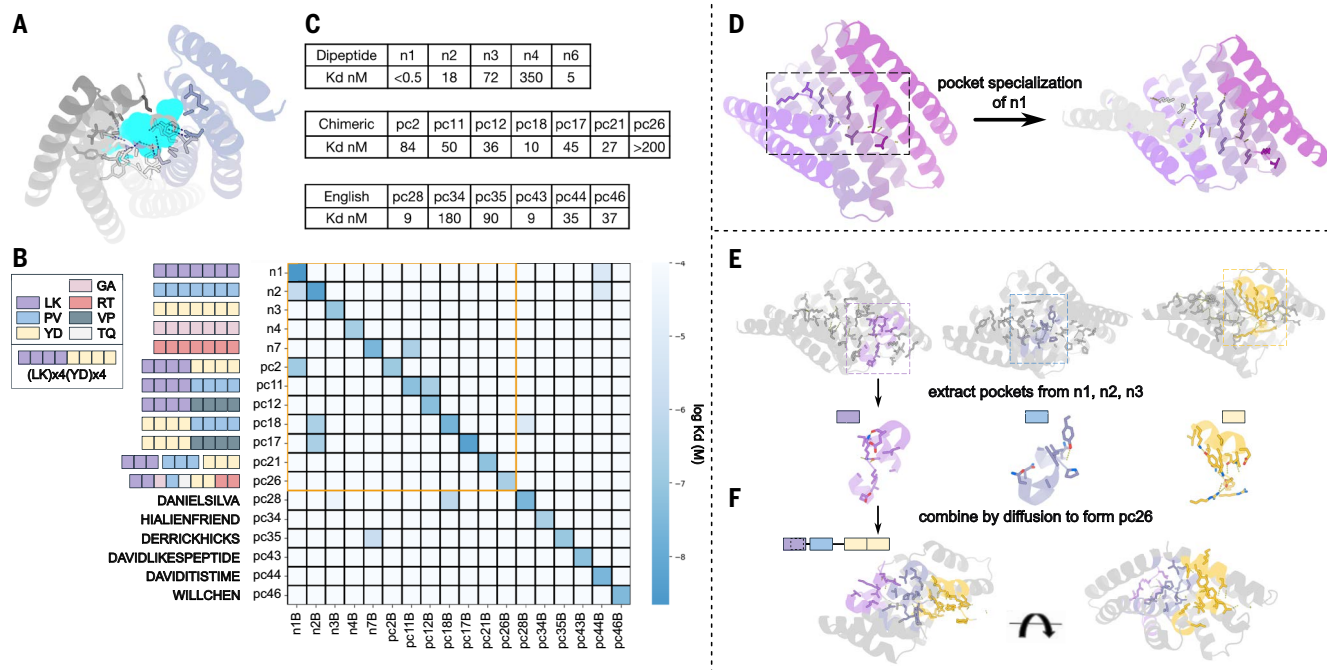 A
C
Dipeptide n1 n2 n3 n4 n6
Kd nM <0.5 18 72 350 5
Chimeric pc2 pc11 pc12 pc18 pc17 pc21 pc26
Kd nM 84 50 36 10 45 27 >200
English pc28 pc34 pc35 pc43 pc44 pc46
Kd nM 9 180 90 9 35 37
B
GA
LK RT
PV VP
YD TQ
(LK)x4(YD)x4
n1
n2
n3
n4
n7
pc2
pc11
pc12
pc18
pc17
pc21
pc26
DANIELSILVA pc28
HIALIENFRIEND pc34
DERRICKHICKS pc35
DAVIDLIKESPEPTIDE pc43
DAVIDITISTIME pc44
WILLCHEN pc46
n1B n2B n3B n4B n7B pc2B pc11B pc12B pc18B pc17B pc21B pc26B pc28B pc34B pc35B pc43B pc44B pc46B
−4
−5
−6
−7
−8
log Kd (M)
D
pocket specialization
of n1
E
extract pockets from n1, n2, n3
F
combine by diffusion to form pc26